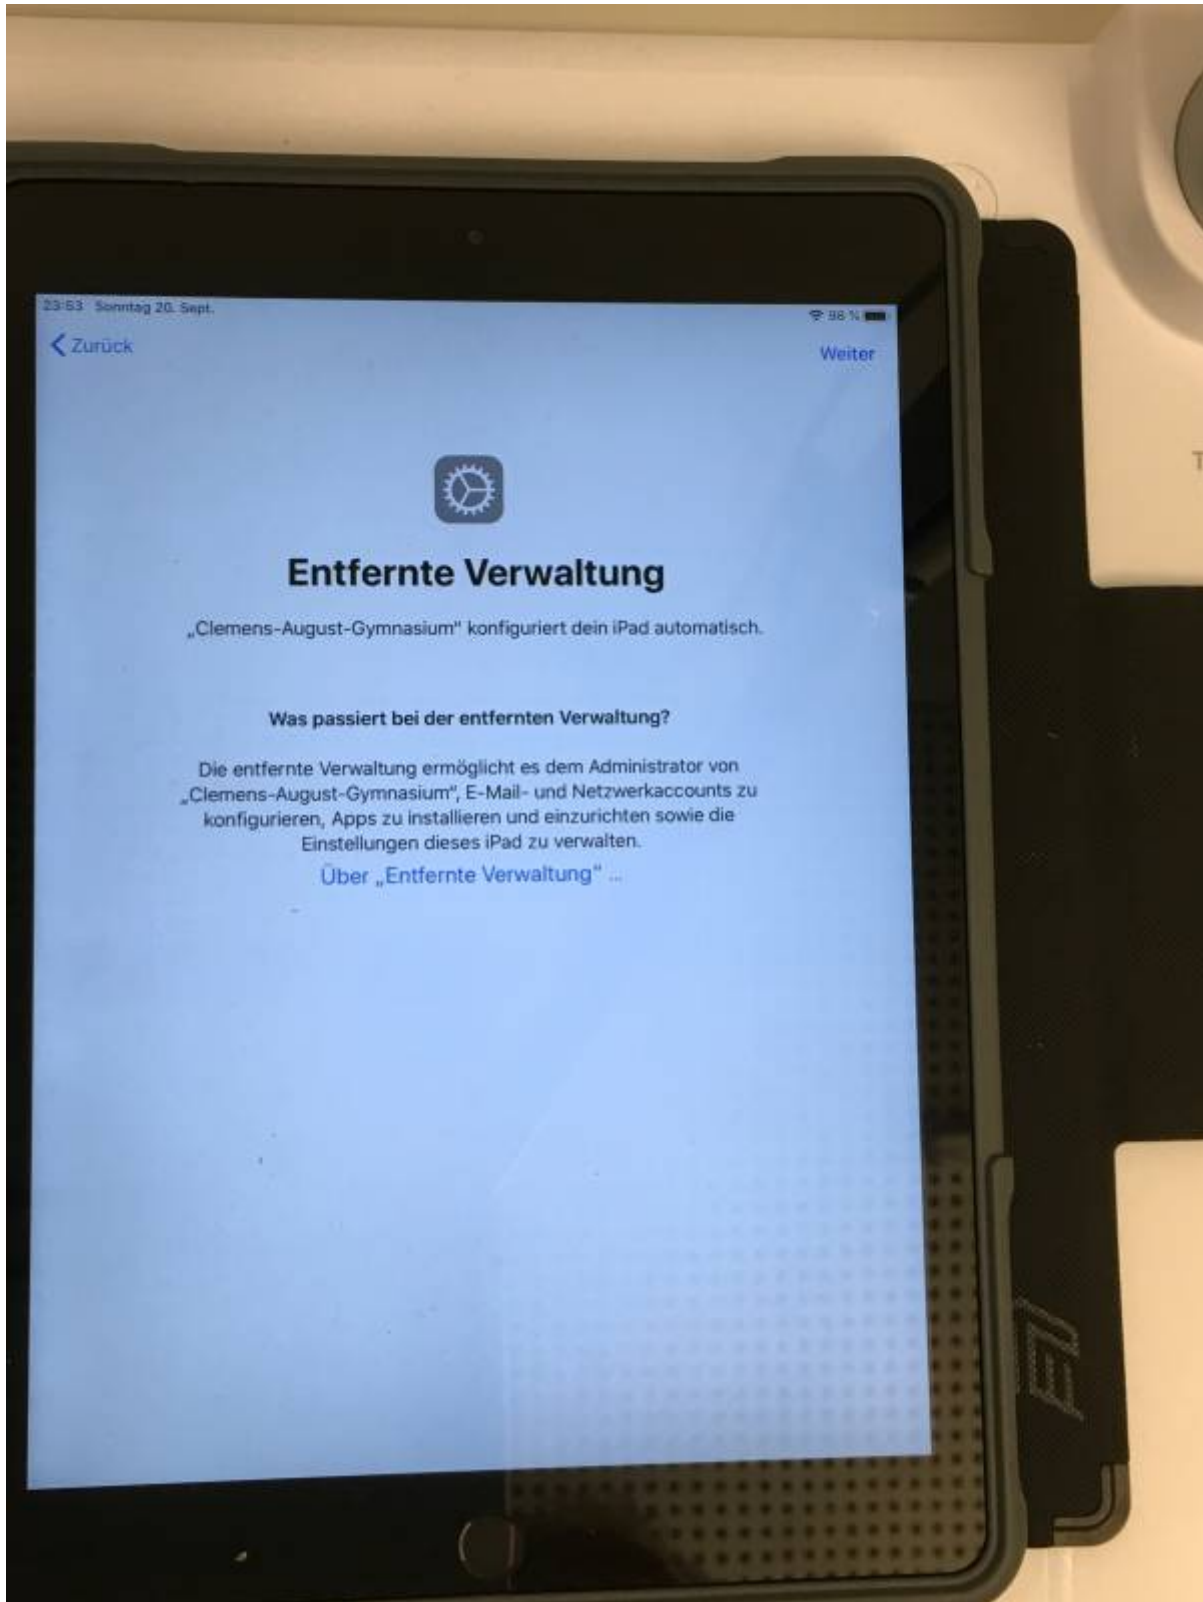 23:53 Sonntag 20. Sept.
98 %
Zurück
Weiter
Entfernte Verwaltung
„Clemens-August-Gymnasium" konfiguriert dein iPad automatisch.
Was passiert bei der entfernten Verwaltung?
Die entfernte Verwaltung ermöglicht es dem Administrator von
„Clemens-August-Gymnasium", E-Mail- und Netzwerkaccounts zu
konfigurieren, Apps zu installieren und einzurichten sowie die
Einstellungen dieses iPad zu verwalten.
Über „Entfernte Verwaltung" ...